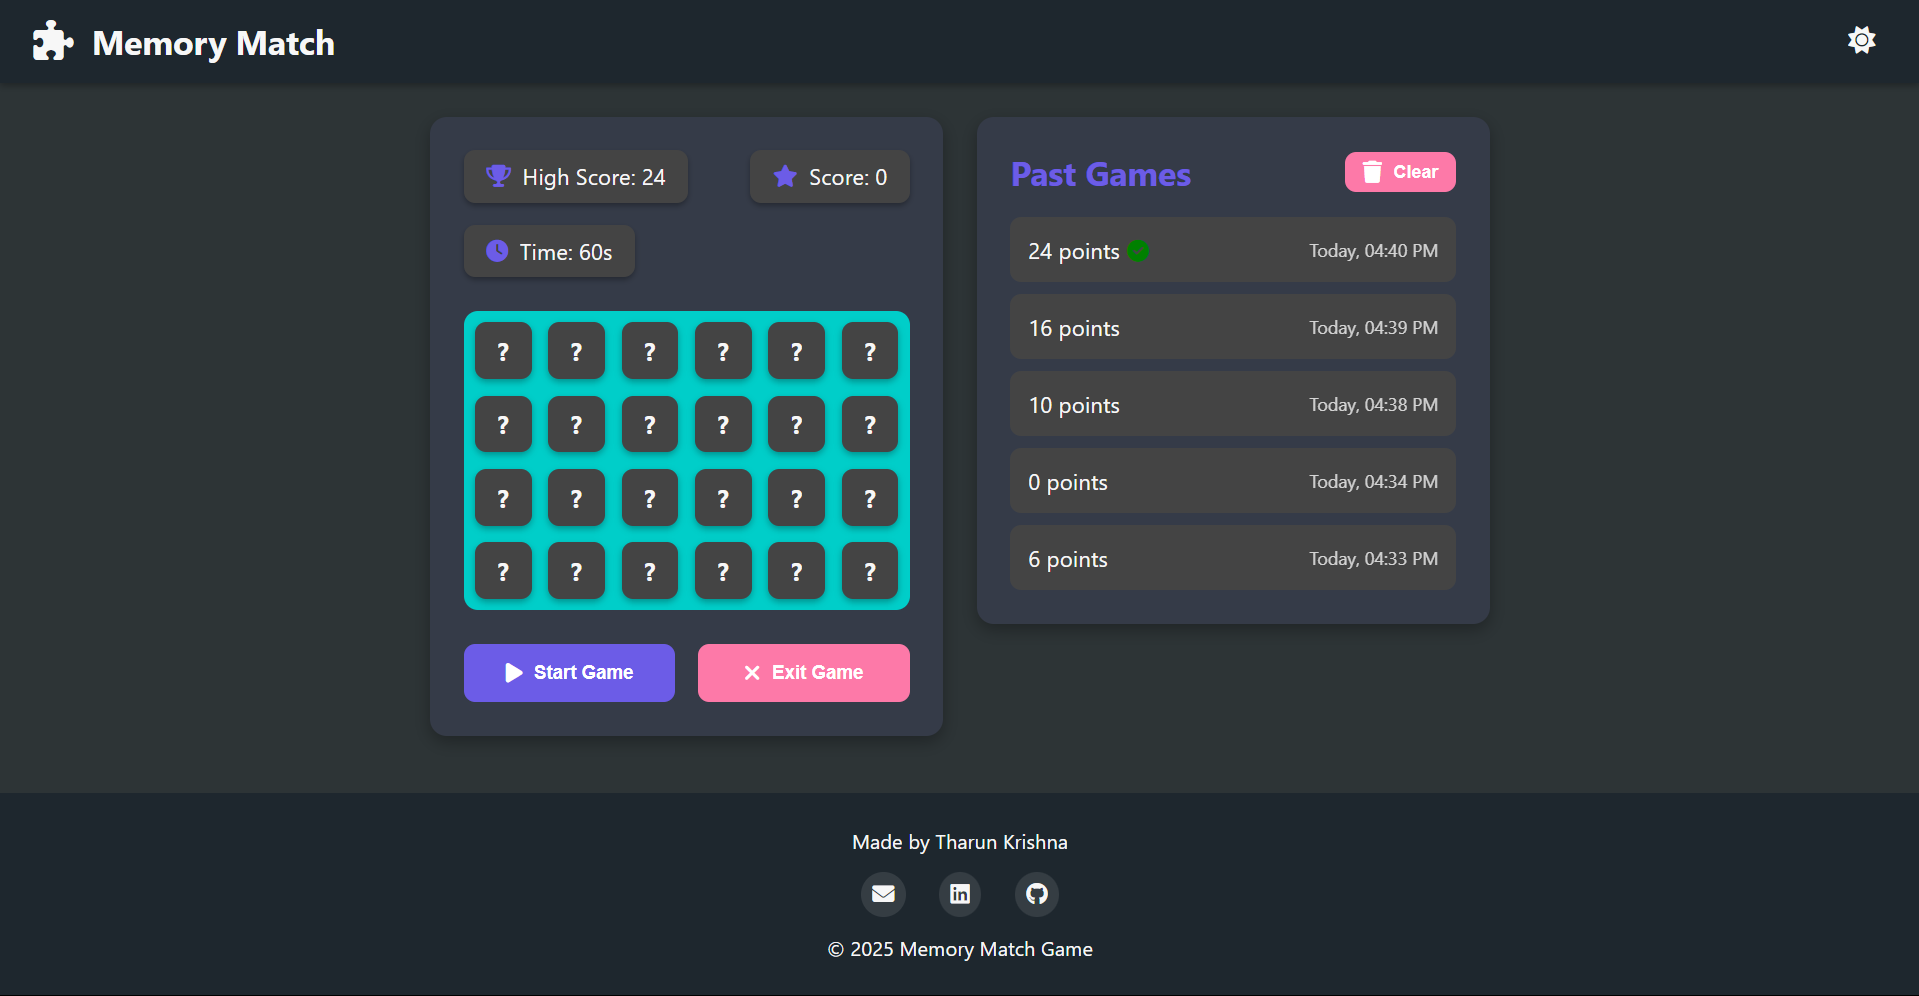 Memory Match
High Score: 24
Score: 0
Time: 60s
? ? ? ? ? ?
? ? ? ? ? ?
? ? ? ? ? ?
? ? ? ? ? ?
Start Game
Exit Game
Past Games
Clear
24 points
Today, 04:40 PM
16 points
Today, 04:39 PM
10 points
Today, 04:38 PM
0 points
Today, 04:34 PM
6 points
Today, 04:33 PM
Made by Tharun Krishna
in
© 2025 Memory Match Game